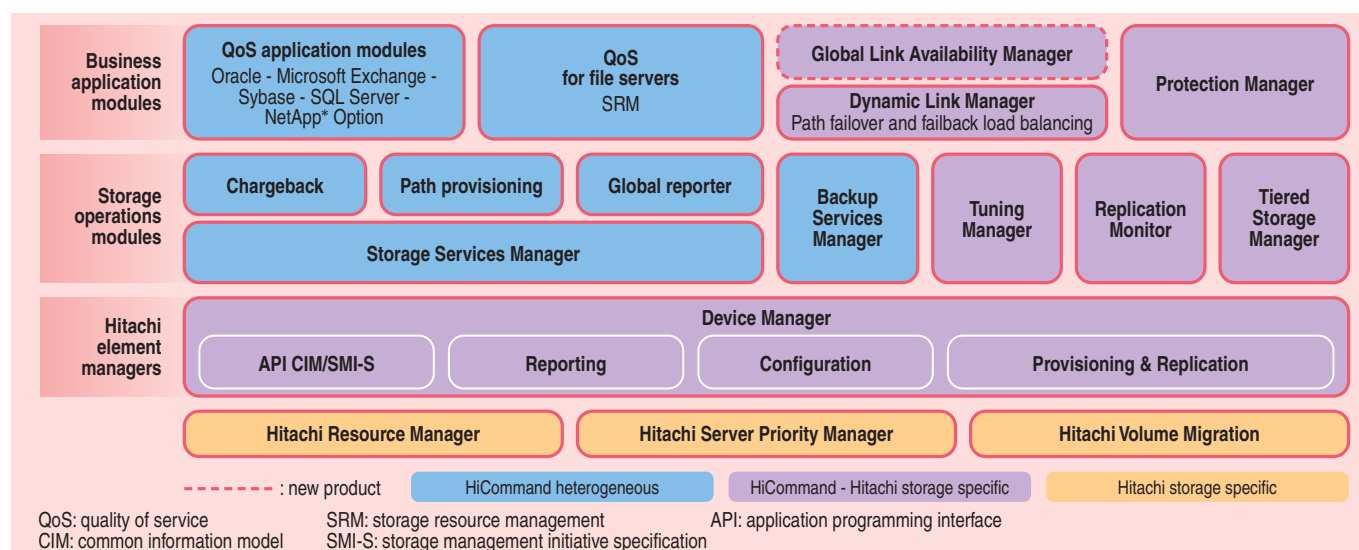 Business
application
modules
QoS application modules
Oracle - Microsoft Exchange -
Sybase - SQL Server -
NetApp* Option
QoS
for file servers
SRM
Global Link Availability Manager
Dynamic Link Manager
Path failover and failback load balancing
Protection Manager
Storage
operations
modules
Chargeback
Path provisioning
Global reporter
Storage Services Manager
Backup
Services
Manager
Tuning
Manager
Replication
Monitor
Tiered
Storage
Manager
Hitachi
element
managers
Device Manager
API CIM/SMI-S
Reporting
Configuration
Provisioning & Replication
Hitachi Resource Manager
Hitachi Server Priority Manager
Hitachi Volume Migration
: new product
HiCommand heterogeneous
HiCommand - Hitachi storage specific
Hitachi storage specific
QoS: quality of service
SRM: storage resource management
API: application programming interface
CIM: common information model
SMI-S: storage management initiative specification